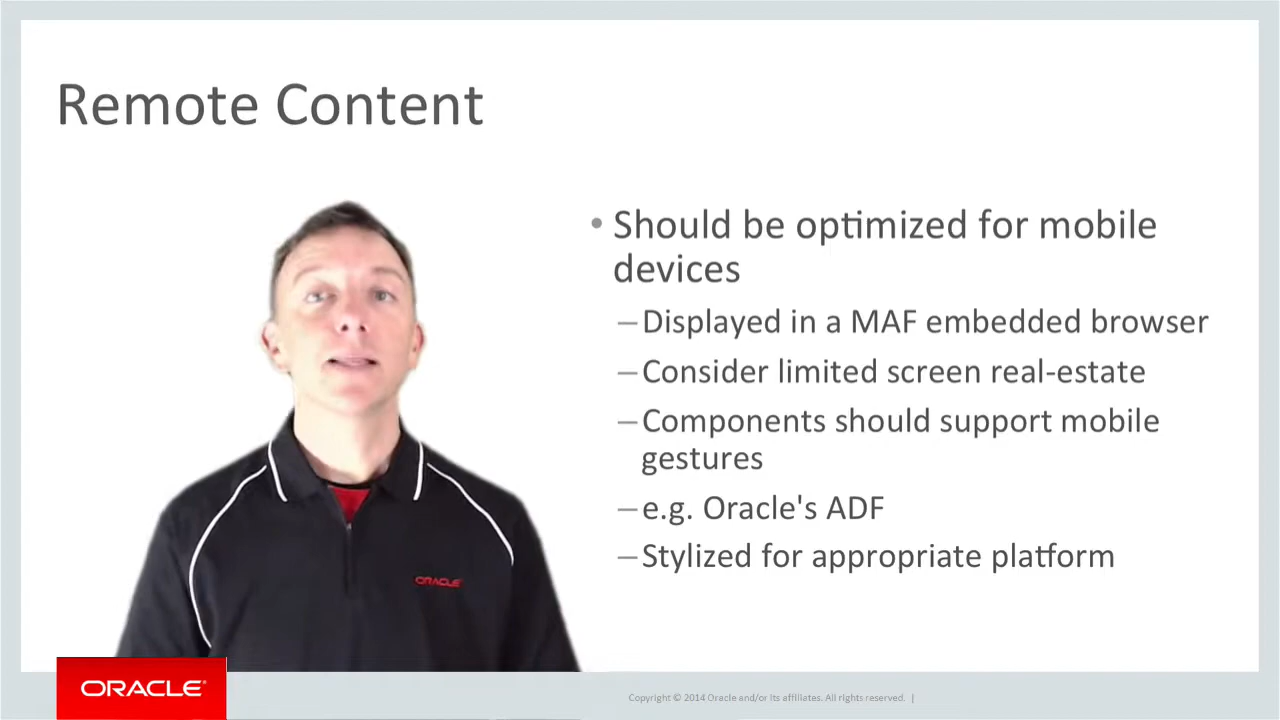 Remote Content
• Should be optimized for mobile
devices
– Displayed in a MAF embedded browser
– Consider limited screen real-estate
– Components should support mobile
gestures
– e.g. Oracle's ADF
– Stylized for appropriate platform
ORACLE
ORACLE®
Copyright © 2014 Oracle and/or its affiliates. All rights reserved. |